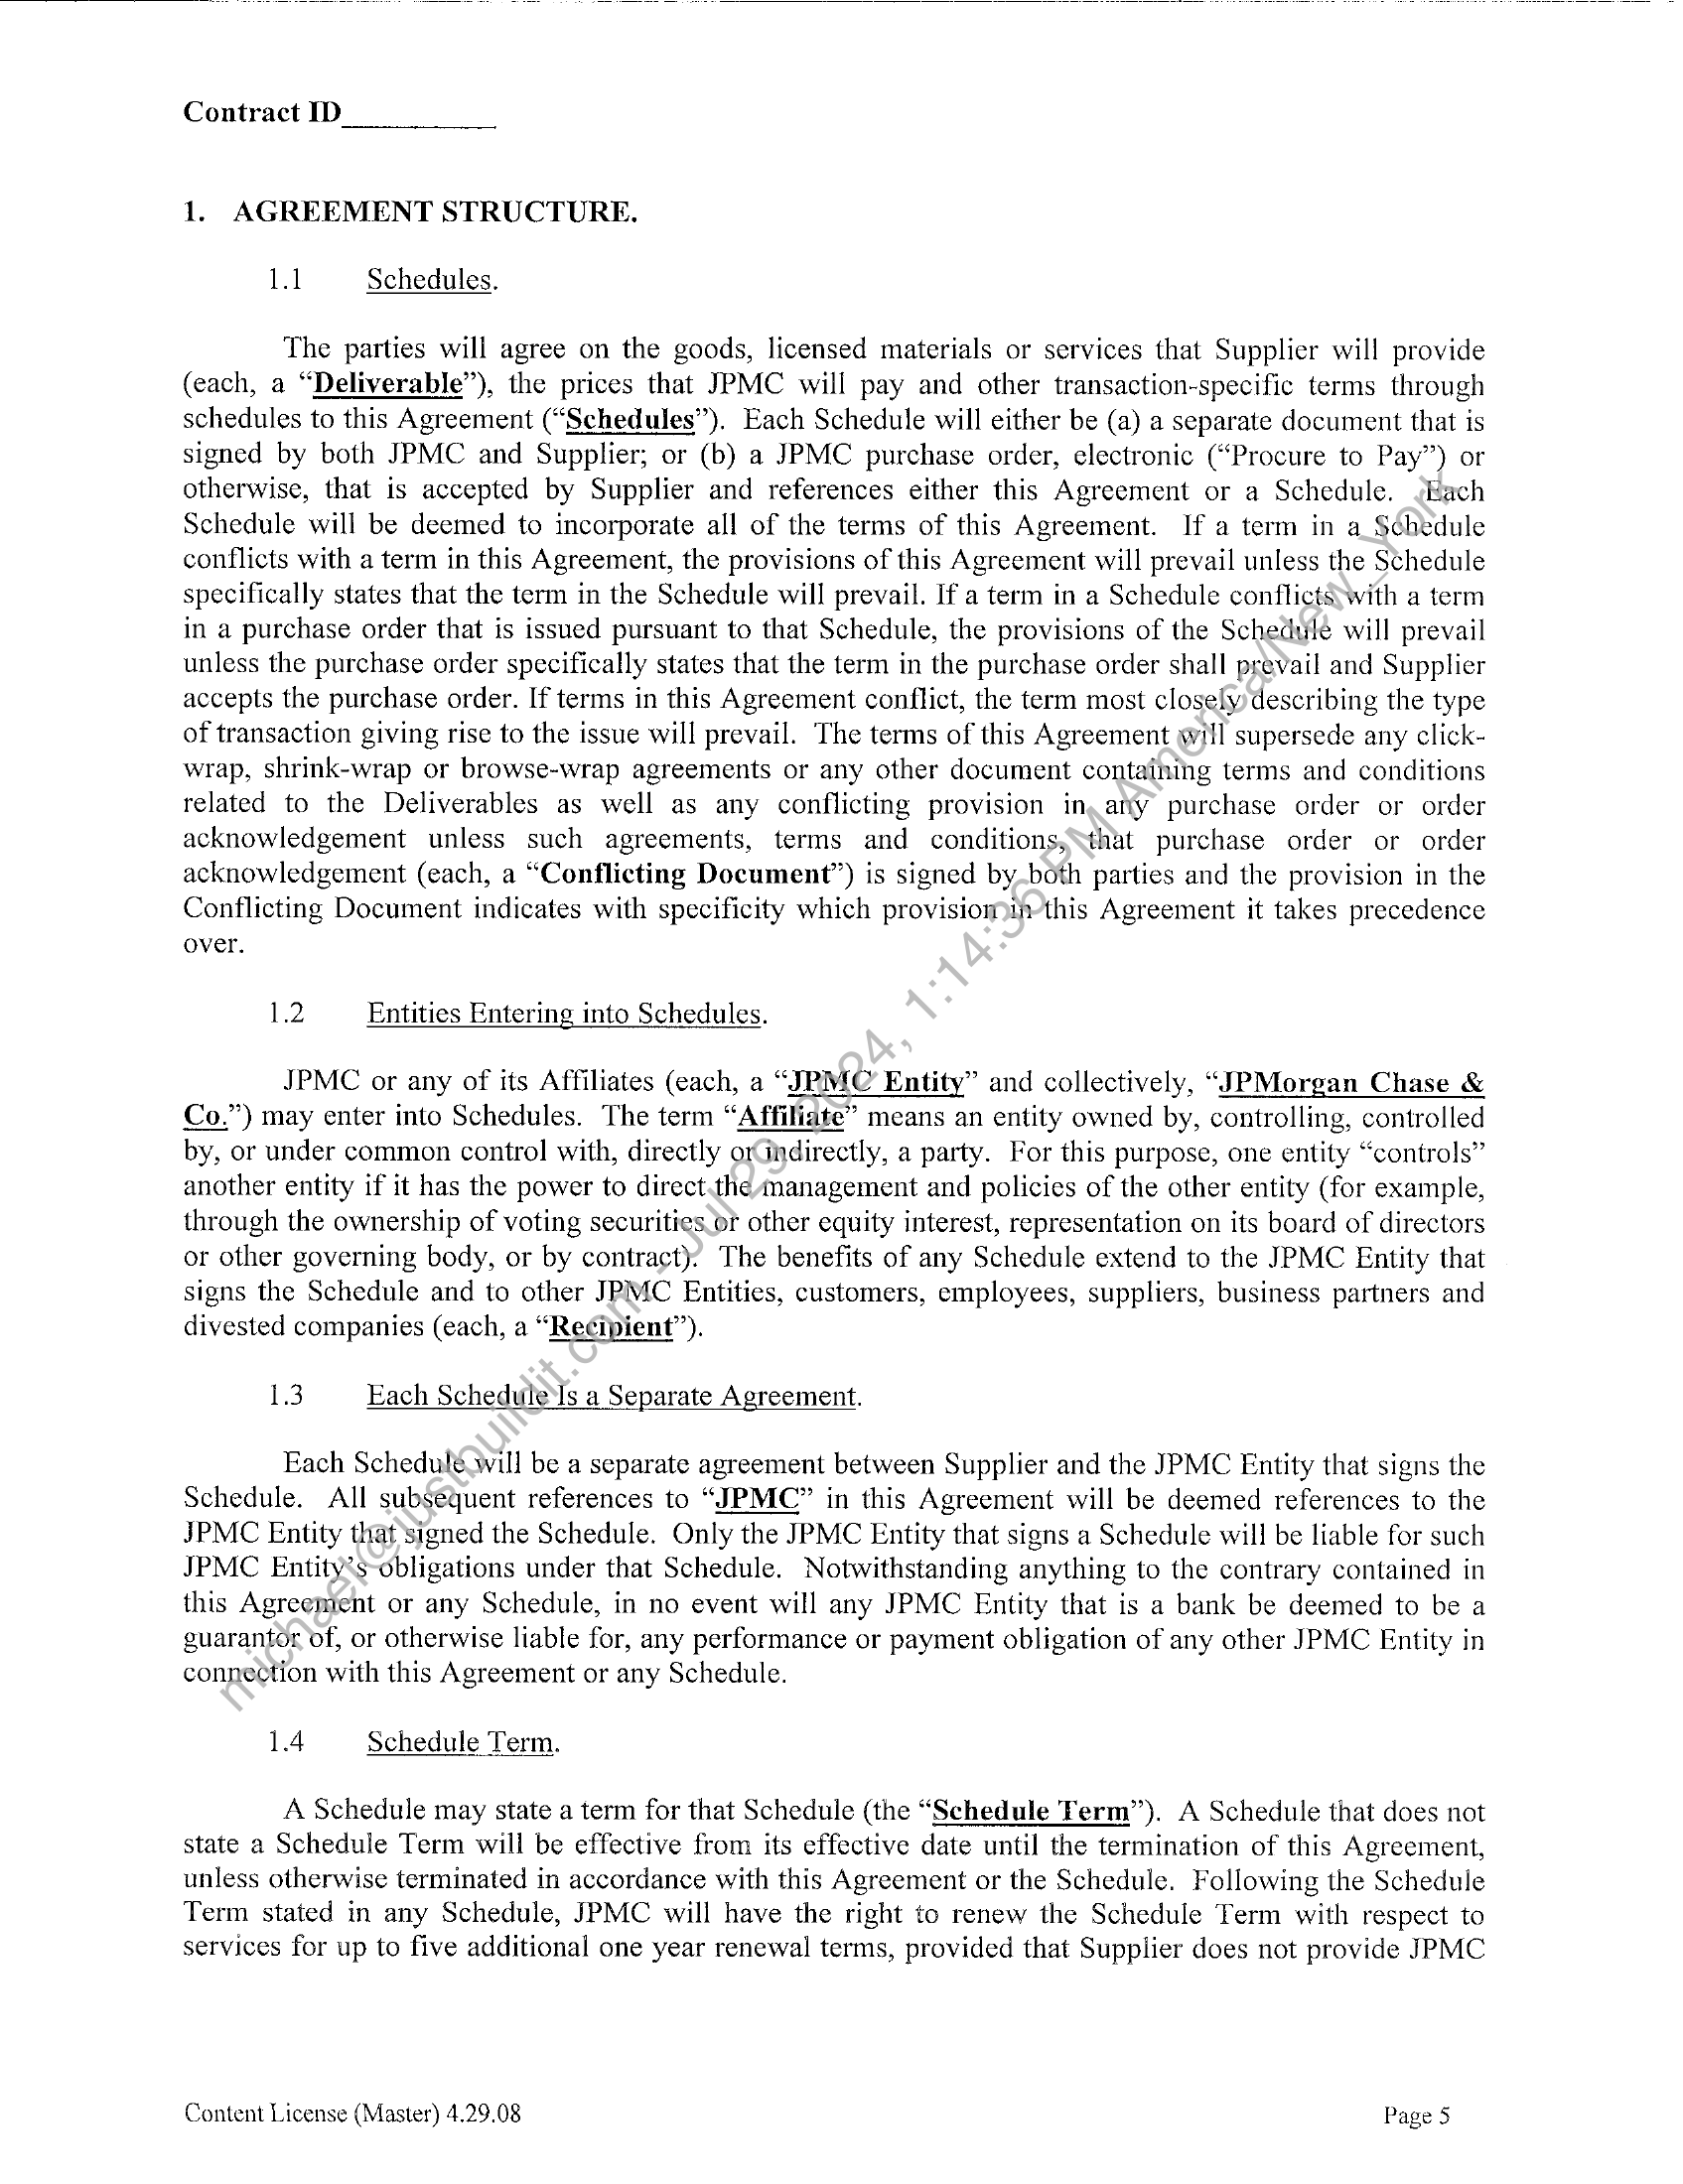 Contract ID__________
1. AGREEMENT STRUCTURE.
1.1 Schedules.
The parties will agree on the goods, licensed materials or services that Supplier will provide
(each, a “Deliverable”), the prices that JPMC will pay and other transaction-specific terms through
schedules to this Agreement (“Schedules”). Each Schedule will either be (a) a separate document that is
signed by both JPMC and Supplier; or (b) a JPMC purchase order, electronic (“Procure to Pay”) or
otherwise, that is accepted by Supplier and references either this Agreement or a Schedule. Each
Schedule will be deemed to incorporate all of the terms of this Agreement. If a term in a Schedule
conflicts with a term in this Agreement, the provisions of this Agreement will prevail unless the Schedule
specifically states that the term in the Schedule will prevail. If a term in a Schedule conflicts with a term
in a purchase order that is issued pursuant to that Schedule, the provisions of the Schedule will prevail
unless the purchase order specifically states that the term in the purchase order shall prevail and Supplier
accepts the purchase order. If terms in this Agreement conflict, the term most closely describing the type
of transaction giving rise to the issue will prevail. The terms of this Agreement will supersede any click-
wrap, shrink-wrap or browse-wrap agreements or any other document containing terms and conditions
related to the Deliverables as well as any conflicting provision in any purchase order or order
acknowledgement unless such agreements, terms and conditions, that purchase order or order
acknowledgement (each, a “Conflicting Document”) is signed by both parties and the provision in the
Conflicting Document indicates with specificity which provision in this Agreement it takes precedence
over.
1.2 Entities Entering into Schedules.
JPMC or any of its Affiliates (each, a “JPMC Entity” and collectively, “JPMorgan Chase &
Co.”) may enter into Schedules. The term “Affiliate” means an entity owned by, controlling, controlled
by, or under common control with, directly or indirectly, a party. For this purpose, one entity “controls”
another entity if it has the power to direct the management and policies of the other entity (for example,
through the ownership of voting securities or other equity interest, representation on its board of directors
or other governing body, or by contract). The benefits of any Schedule extend to the JPMC Entity that
signs the Schedule and to other JPMC Entities, customers, employees, suppliers, business partners and
divested companies (each, a “Recipient”).
1.3 Each Schedule Is a Separate Agreement.
Each Schedule will be a separate agreement between Supplier and the JPMC Entity that signs the
Schedule. All subsequent references to “JPMC” in this Agreement will be deemed references to the
JPMC Entity that signed the Schedule. Only the JPMC Entity that signs a Schedule will be liable for such
JPMC Entity’s obligations under that Schedule. Notwithstanding anything to the contrary contained in
this Agreement or any Schedule, in no event will any JPMC Entity that is a bank be deemed to be a
guarantor of, or otherwise liable for, any performance or payment obligation of any other JPMC Entity in
connection with this Agreement or any Schedule.
1.4 Schedule Term.
A Schedule may state a term for that Schedule (the “Schedule Term”). A Schedule that does not
state a Schedule Term will be effective from its effective date until the termination of this Agreement,
unless otherwise terminated in accordance with this Agreement or the Schedule. Following the Schedule
Term stated in any Schedule, JPMC will have the right to renew the Schedule Term with respect to
services for up to five additional one year renewal terms, provided that Supplier does not provide JPMC
Content License (Master) 4.29.08 Page 5
michael@justbuildit.com - Jul 29, 2024, 1:14:36 PM America/New_York